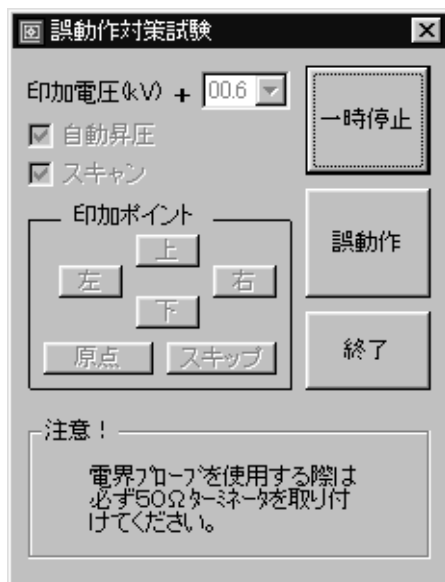 誤動作対策試験
印加電圧(kV) + 00.6
一時停止
自動昇圧
スキャン
印加ポイント
上
左 右
下
原点 スキップ
誤動作
終了
注意!
電界プローブを使用する際は
必ず50Ωターミネータを取り付
けてください。